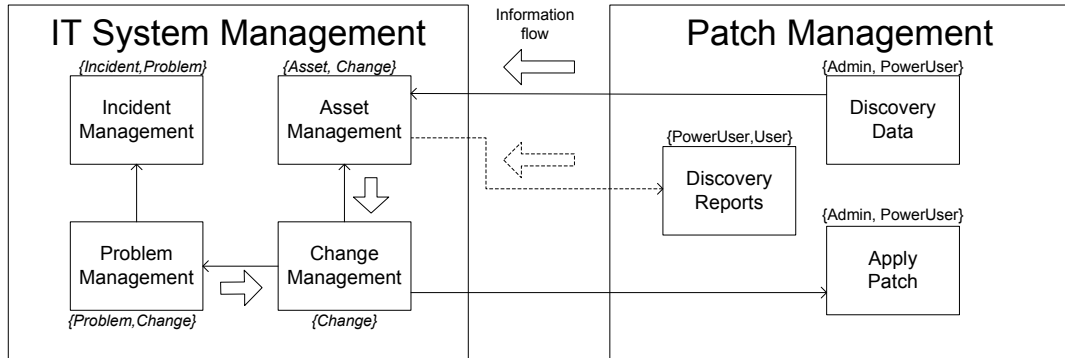 IT System Management
Information
flow
Patch Management
{Incident,Problem}
Incident
Management
{Asset, Change}
Asset
Management
{Admin, PowerUser}
Discovery
Data
{PowerUser,User}
Discovery
Reports
Problem
Management
{Problem,Change}
Change
Management
{Change}
{Admin, PowerUser}
Apply
Patch